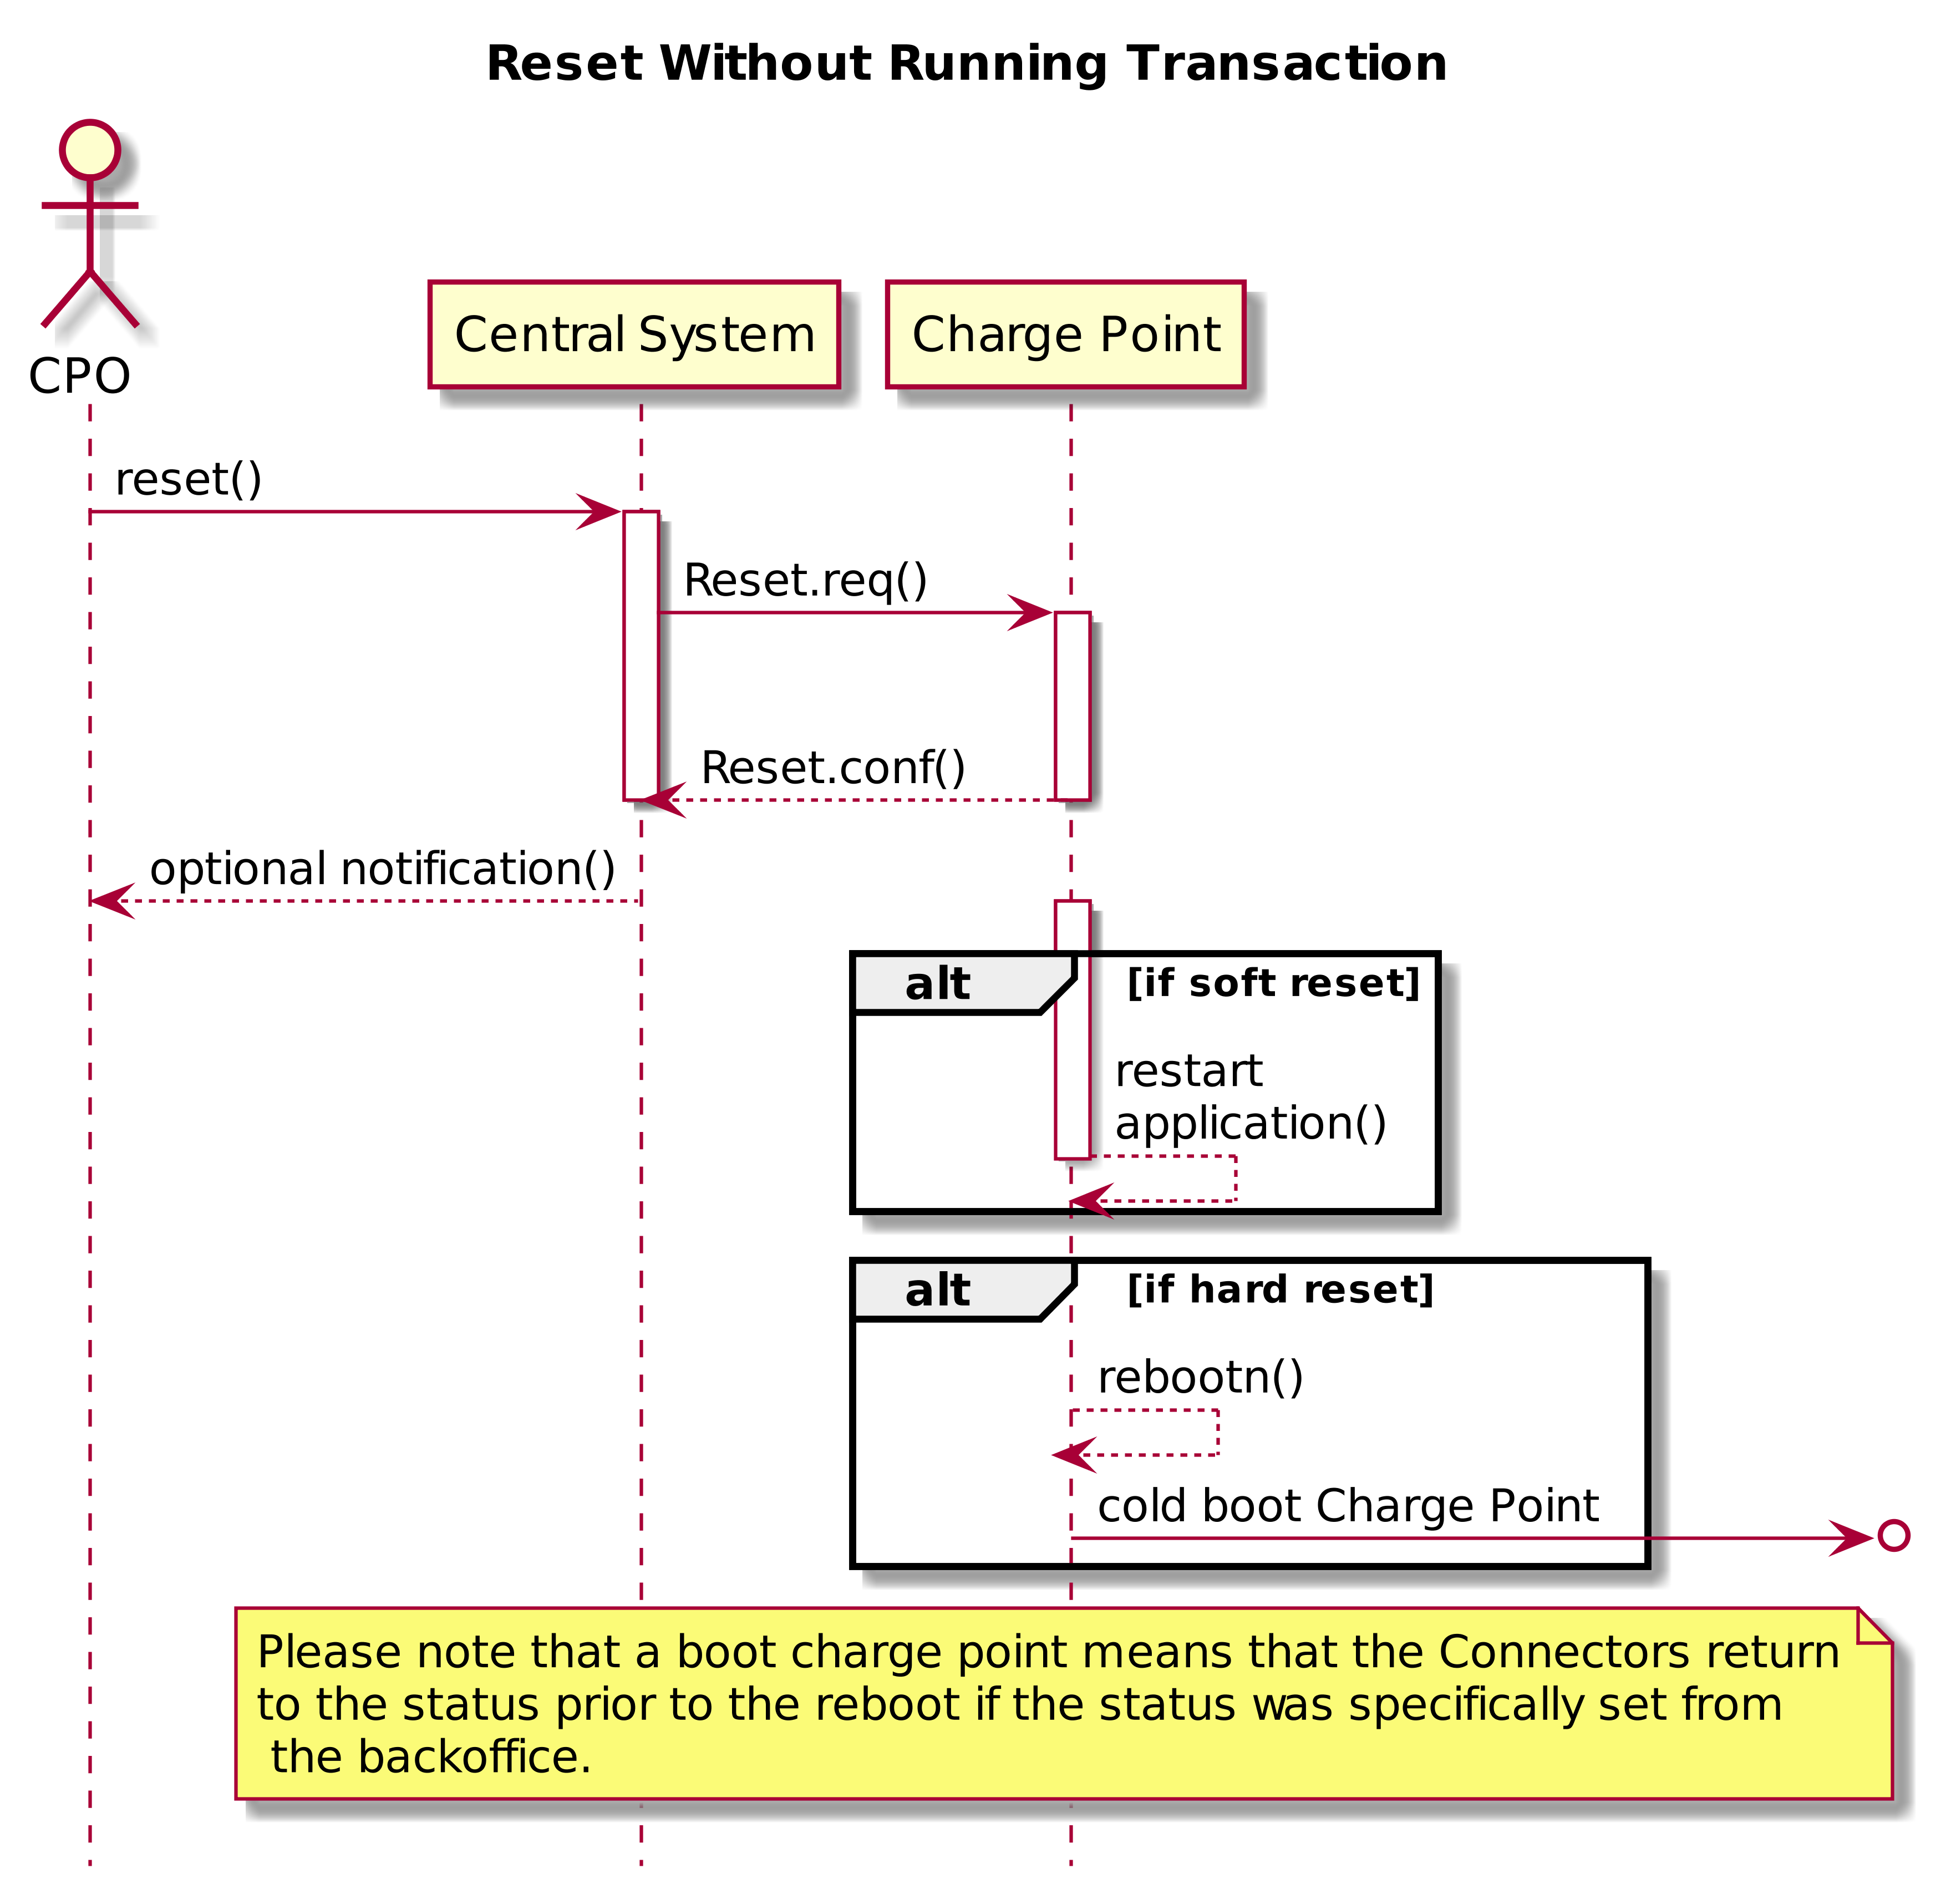 Reset Without Running Transaction
CPO
Central System
Charge Point
reset()
Reset.req()
Reset.conf()
optional notification()
alt
[if soft reset]
restart
application()
alt
[if hard reset]
rebootn()
cold boot Charge Point
Please note that a boot charge point means that the Connectors return
to the status prior to the reboot if the status was specifically set from
the backoffice.